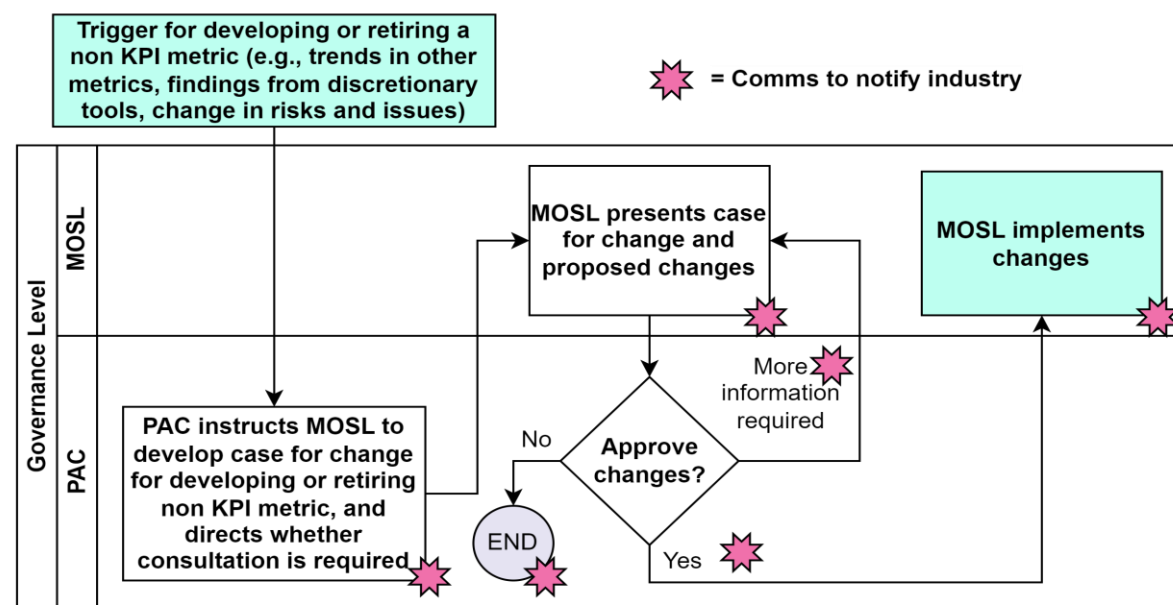 Trigger for developing or retiring a
non KPI metric (e.g., trends in other
metrics, findings from discretionary
tools, change in risks and issues)
= Comms to notify industry
Governance Level
MOSL
MOSL presents case
for change and
proposed changes
MOSL implements
changes
PAC
PAC instructs MOSL to
develop case for change
for developing or retiring
non KPI metric, and
directs whether
consultation is required
More
information
required
No
Approve
changes?
END
Yes